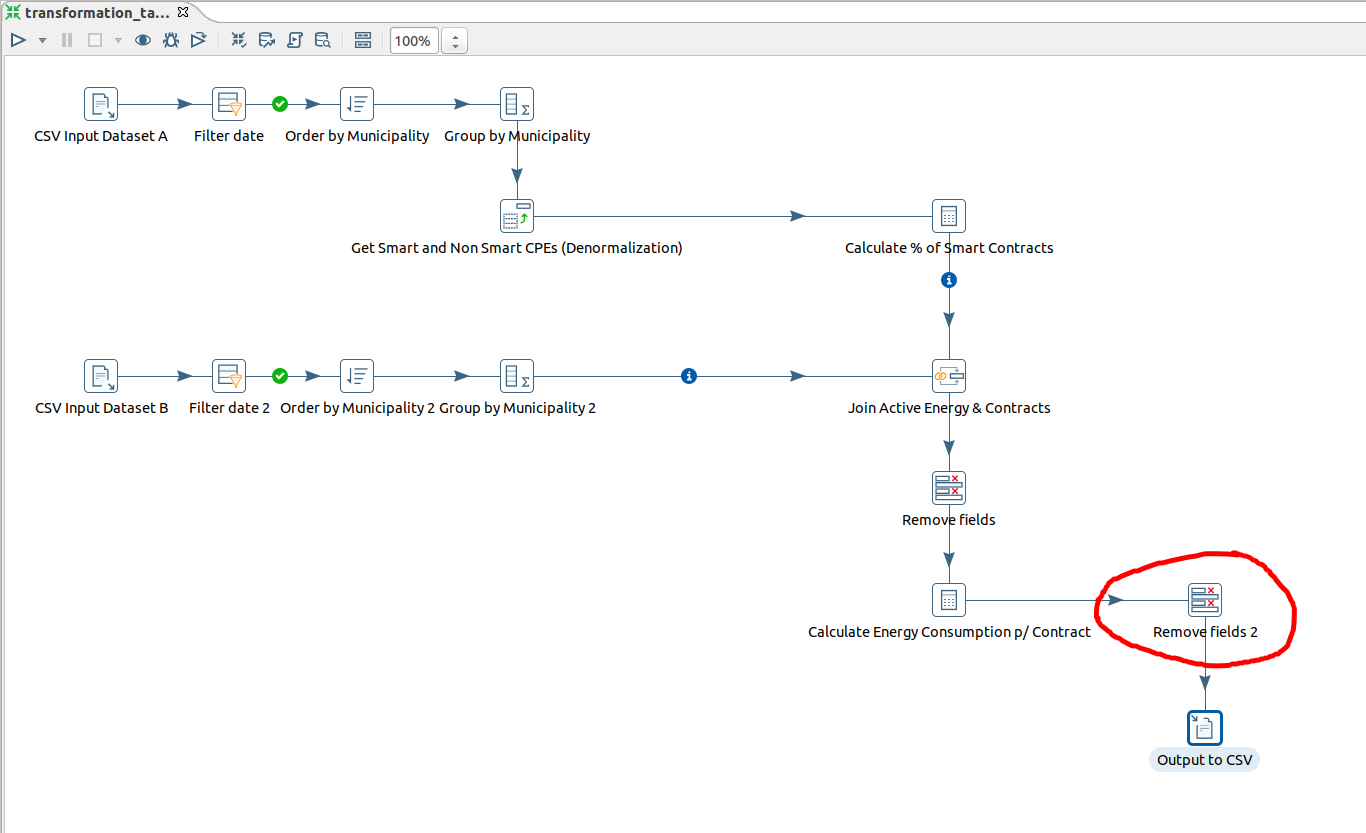 transformation_ta...
100%
CSV Input Dataset A
Filter date
Order by Municipality
Group by Municipality
Get Smart and Non Smart CPEs (Denormalization)
Calculate % of Smart Contracts
CSV Input Dataset B
Filter date 2
Order by Municipality 2
Group by Municipality 2
Join Active Energy & Contracts
Remove fields
Calculate Energy Consumption p/ Contract
Remove fields 2
Output to CSV